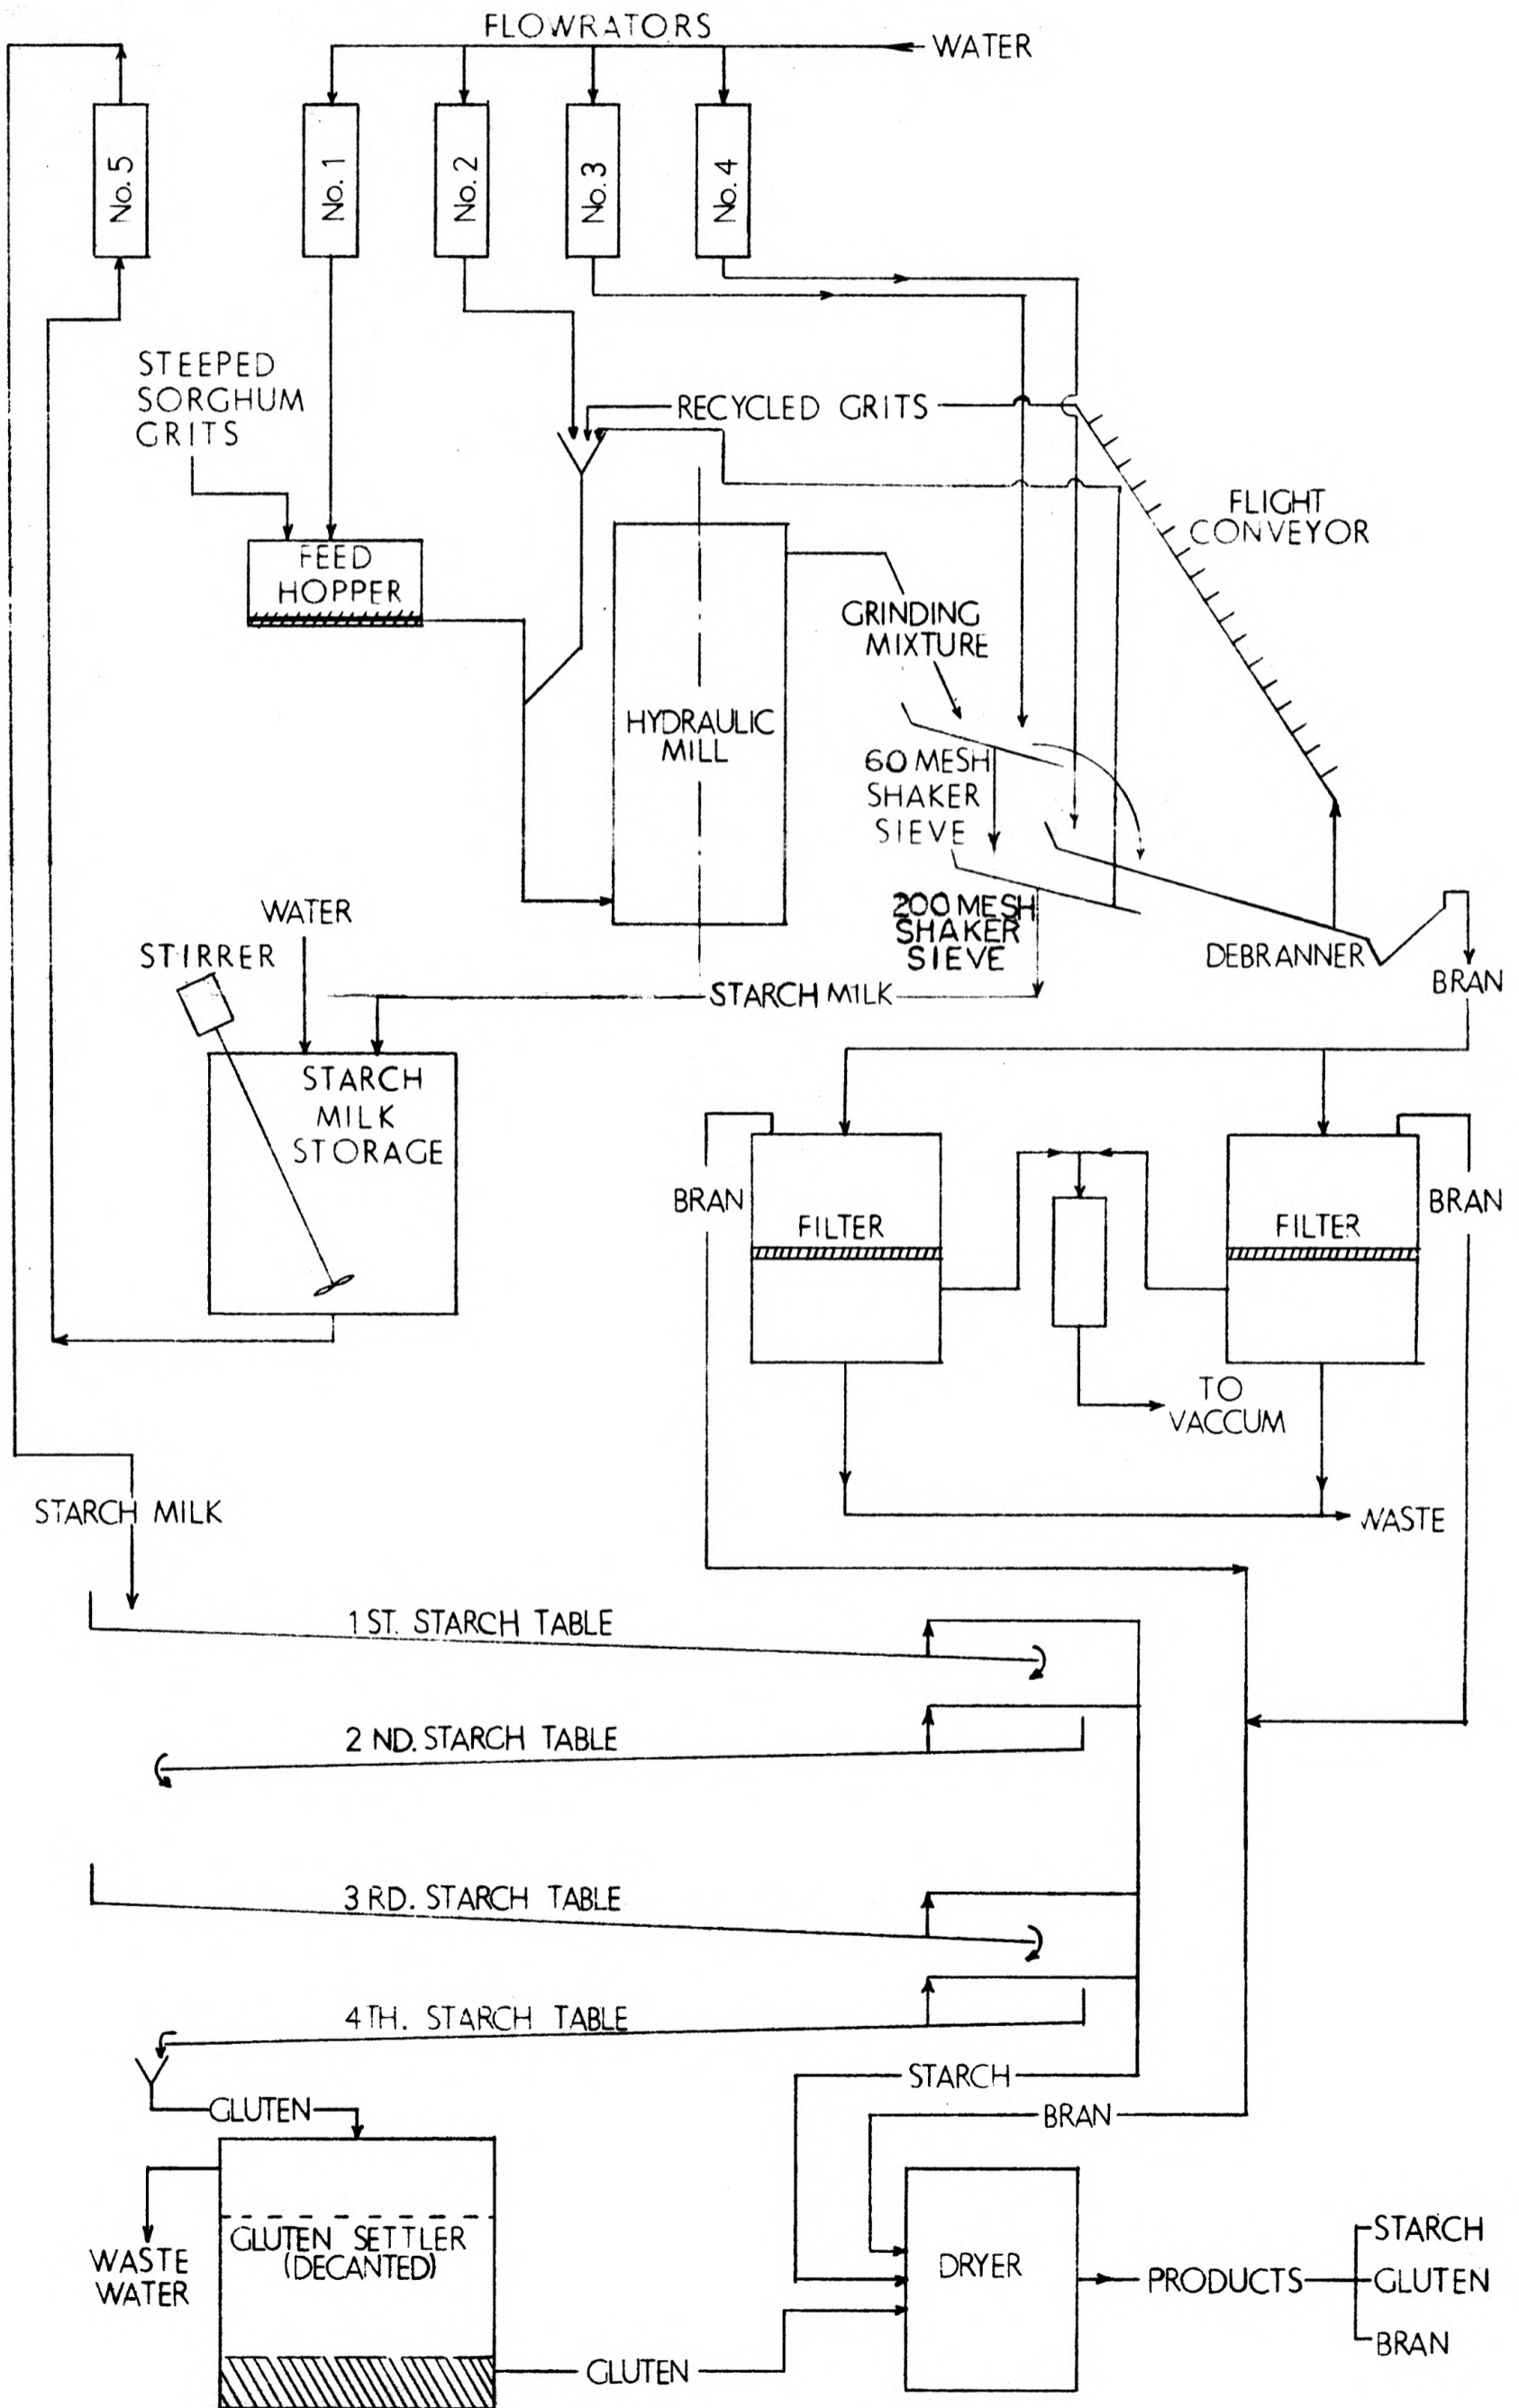 FLOWRATORS
WATER
No. 5
No. 1
No. 2
No. 3
No. 4
STEEPED
SORGHUM
GRITS
RECYCLED GRITS
FLIGHT
CONVEYOR
FEED
HOPPER
GRINDING
MIXTURE
HYDRAULIC
MILL
60 MESH
SHAKER
SIEVE
200 MESH
SHAKER
SIEVE
DEBRANNER
BRAN
WATER
STIRRER
STARCH MILK
STARCH
MILK
STORAGE
BRAN
FILTER
FILTER
BRAN
TO
VACCUM
STARCH MILK
WASTE
1 ST. STARCH TABLE
2 ND. STARCH TABLE
3 RD. STARCH TABLE
4 TH. STARCH TABLE
STARCH
GLUTEN
BRAN
GLUTEN SETTLER
(DECANTED)
WASTE
WATER
DRYER
PRODUCTS
STARCH
GLUTEN
BRAN
GLUTEN